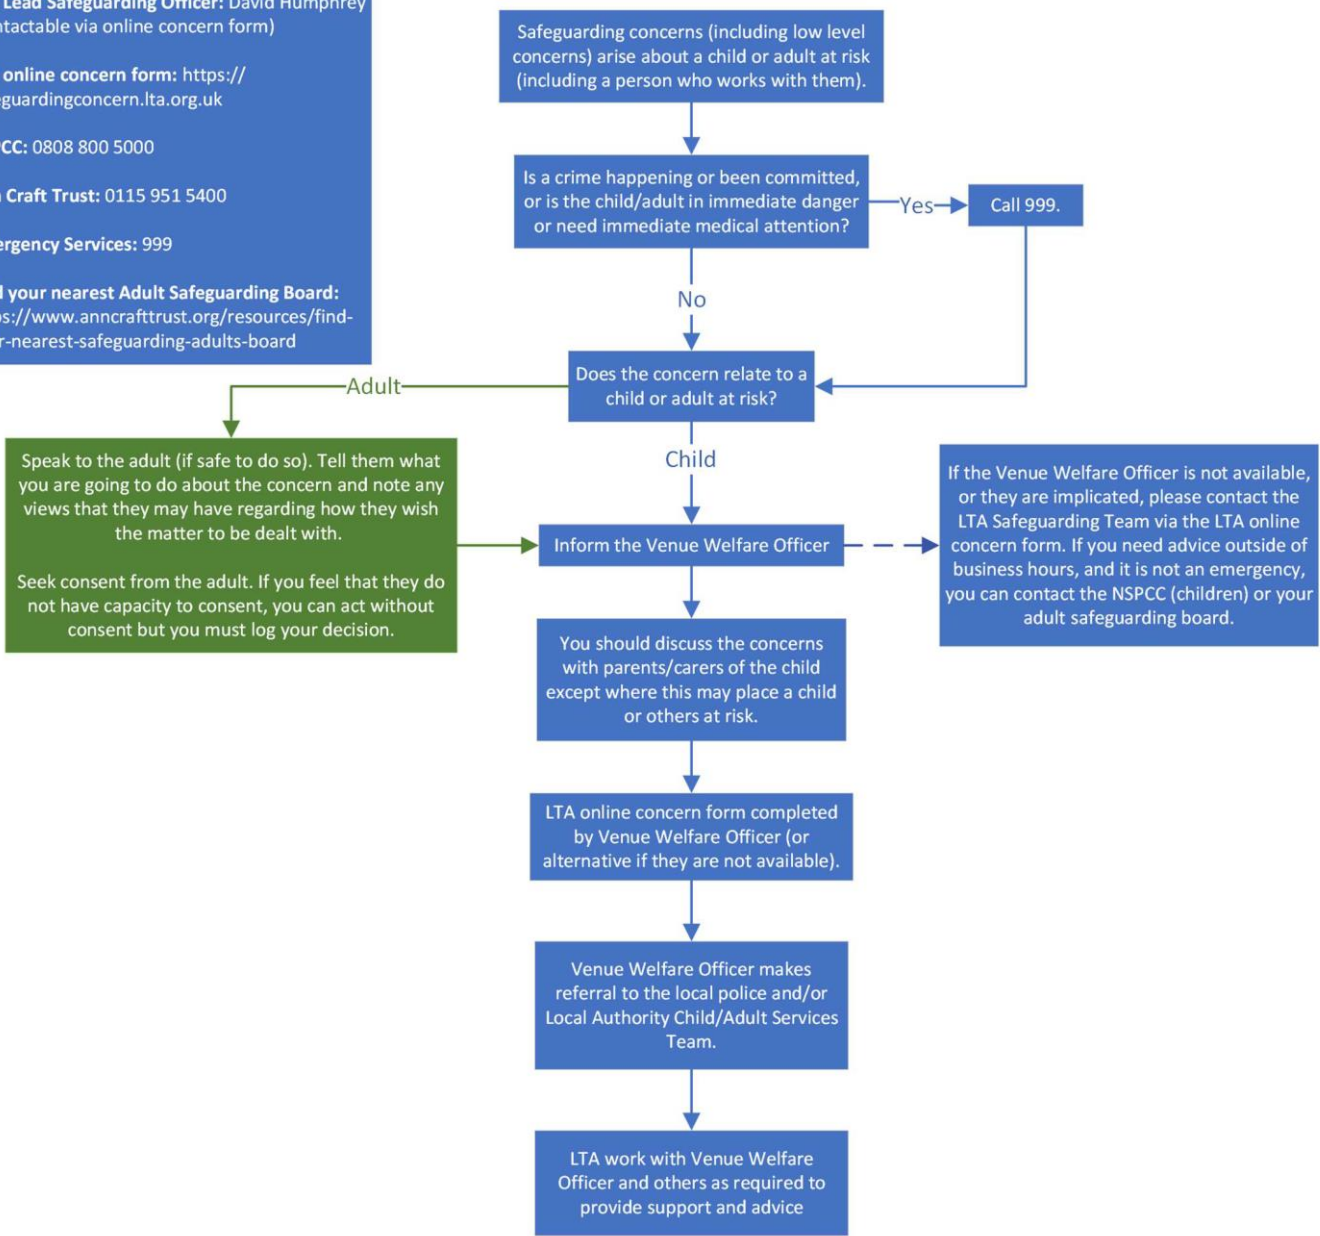 Lead Safeguarding Officer: David Humphrey
ntactable via online concern form)
online concern form: https://
eguardingconcern.lta.org.uk
PCC: 0808 800 5000
Craft Trust: 0115 951 5400
ergency Services: 999
d your nearest Adult Safeguarding Board:
os://www.anncrafttrust.org/resources/find-
r-nearest-safeguarding-adults-board
Safeguarding concerns (including low level
concerns) arise about a child or adult at risk
(including a person who works with them).
Is a crime happening or been committed,
or is the child/adult in immediate danger
or need immediate medical attention?
Yes
Call 999.
No
Does the concern relate to a
child or adult at risk?
Adult
Child
Speak to the adult (if safe to do so). Tell them what
you are going to do about the concern and note any
views that they may have regarding how they wish
the matter to be dealt with.
Seek consent from the adult. If you feel that they do
not have capacity to consent, you can act without
consent but you must log your decision.
Inform the Venue Welfare Officer
If the Venue Welfare Officer is not available,
or they are implicated, please contact the
LTA Safeguarding Team via the LTA online
concern form. If you need advice outside of
business hours, and it is not an emergency,
you can contact the NSPCC (children) or your
adult safeguarding board.
You should discuss the concerns
with parents/carers of the child
except where this may place a child
or others at risk.
LTA online concern form completed
by Venue Welfare Officer (or
alternative if they are not available).
Venue Welfare Officer makes
referral to the local police and/or
Local Authority Child/Adult Services
Team.
LTA work with Venue Welfare
Officer and others as required to
provide support and advice